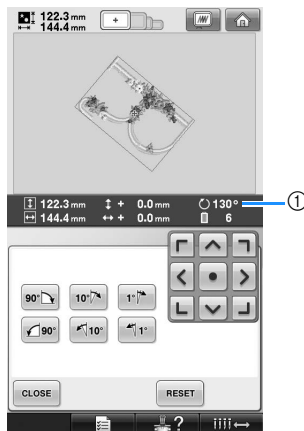 122.3 mm
144.4 mm
+
122.3 mm + 0.0 mm 130°
144.4 mm + 0.0 mm 6
1
90° 10° 1°
90° 10° 1°
CLOSE RESET
?